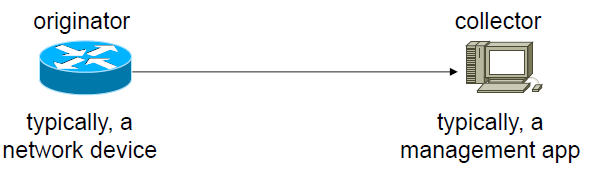 originator
collector
typically, a
network device
typically, a
management app